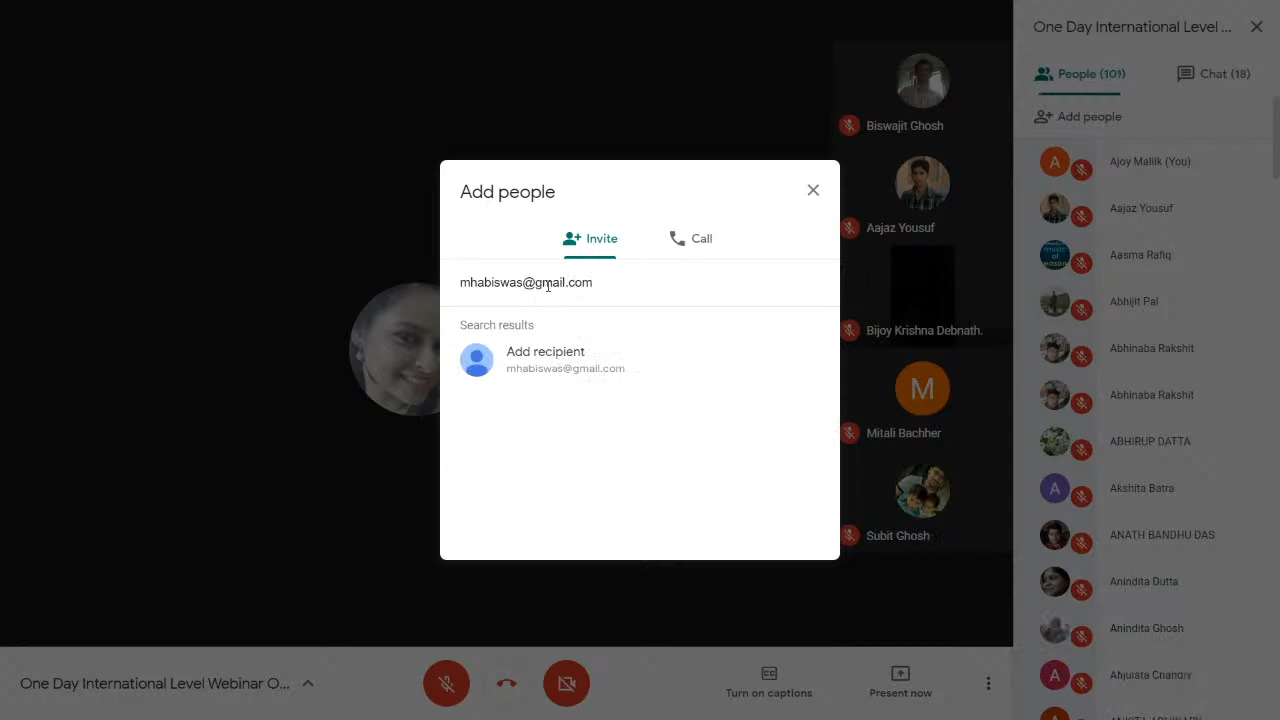 One Day International Level ...
People (101)
Chat (18)
Add people
Ajoy Mallik (You)
Aajaz Yousuf
Aasma Rafiq
Abhijit Pal
Abhinaba Rakshit
Abhinaba Rakshit
ABHIRUP DATTA
A
Akshita Batra
ANATH BANDHU DAS
Anindita Dutta
Anindita Ghosh
A
A
Biswajit Ghosh
Aajaz Yousuf
Bijoy Krishna Debnath.
M
Mitali Bachher
Subit Ghosh
Add people
Invite
Call
mhabiswas@gmail.com
Search results
Add recipient
mhabiswas@gmail.com
One Day International Level Webinar O...
Turn on captions
Present now